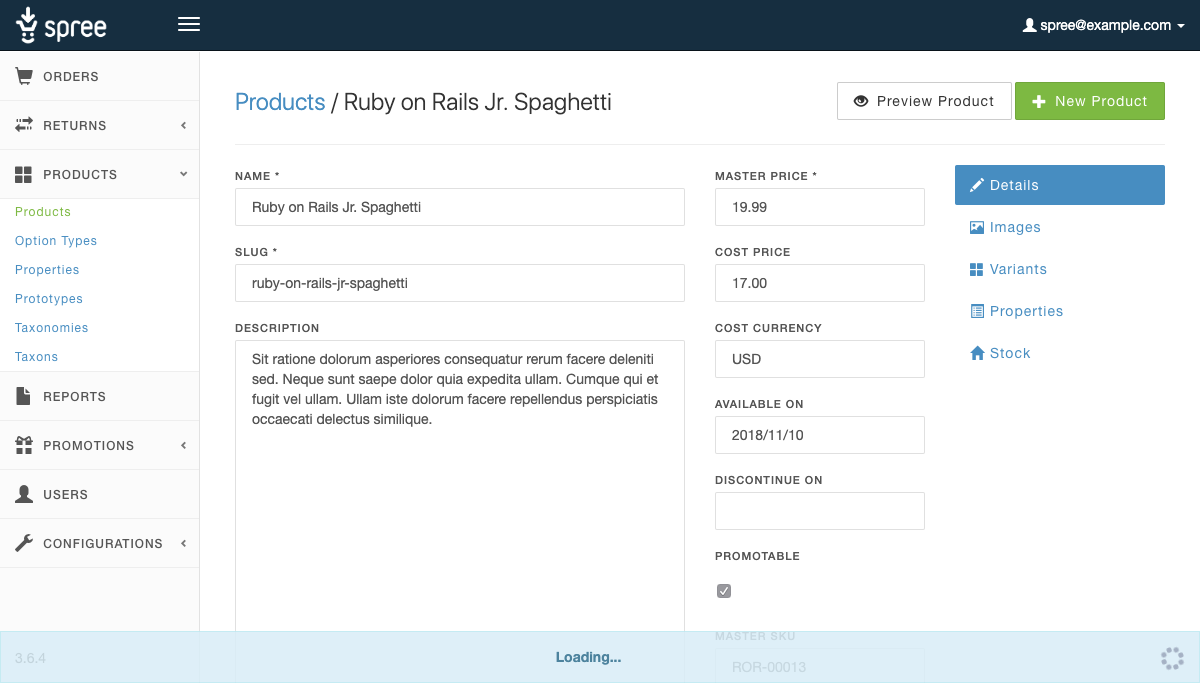 spree
spree@example.com
ORDERS
RETURNS
PRODUCTS
Products
Option Types
Properties
Prototypes
Taxonomies
Taxons
REPORTS
PROMOTIONS
USERS
CONFIGURATIONS
3.6.4
Products / Ruby on Rails Jr. Spaghetti
Preview Product
New Product
NAME *
Ruby on Rails Jr. Spaghetti
SLUG *
ruby-on-rails-jr-spaghetti
DESCRIPTION
Sit ratione dolorum asperiores consequatur rerum facere deleniti
sed. Neque sunt saepe dolor quia expedita ullam. Cumque qui et
fugit vel ullam. Ullam iste dolorum facere repellendus perspiciatis
occaecati delectus similique.
MASTER PRICE *
19.99
COST PRICE
17.00
COST CURRENCY
USD
AVAILABLE ON
2018/11/10
DISCONTINUE ON
PROMOTABLE
MASTER SKU
ROR-00013
Details
Images
Variants
Properties
Stock
Loading...